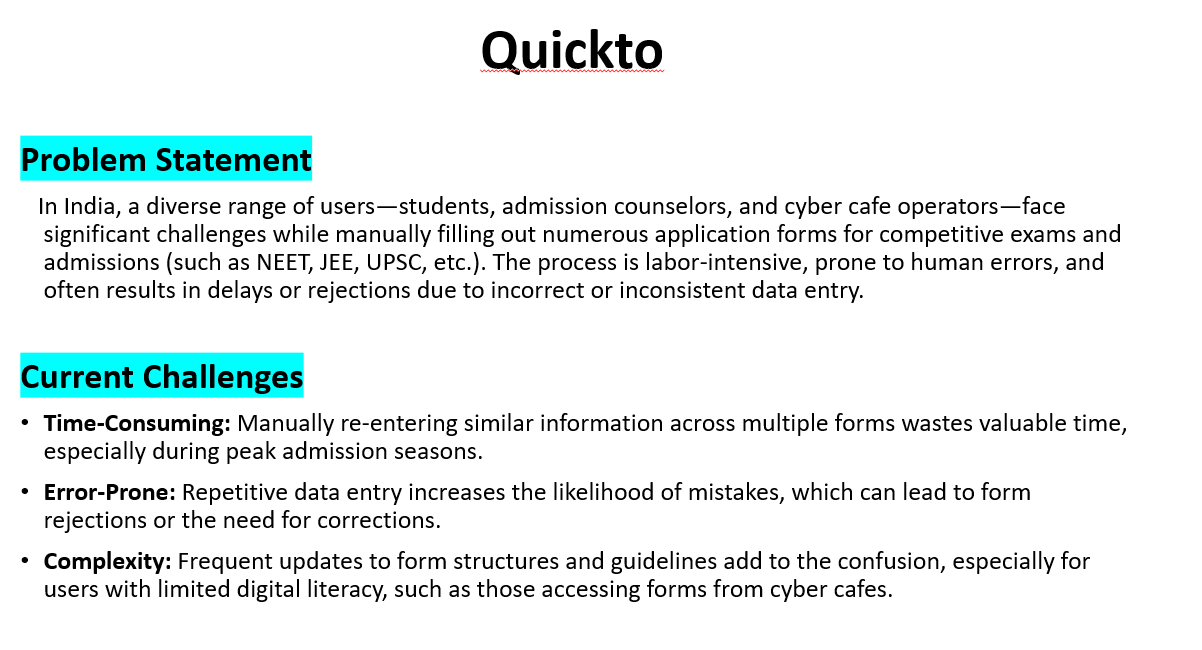 Quickto
Problem Statement
In India, a diverse range of users—students, admission counselors, and cyber cafe operators—face
significant challenges while manually filling out numerous application forms for competitive exams and
admissions (such as NEET, JEE, UPSC, etc.). The process is labor-intensive, prone to human errors, and
often results in delays or rejections due to incorrect or inconsistent data entry.
Current Challenges
• Time-Consuming: Manually re-entering similar information across multiple forms wastes valuable time,
especially during peak admission seasons.
• Error-Prone: Repetitive data entry increases the likelihood of mistakes, which can lead to form
rejections or the need for corrections.
• Complexity: Frequent updates to form structures and guidelines add to the confusion, especially for
users with limited digital literacy, such as those accessing forms from cyber cafes.